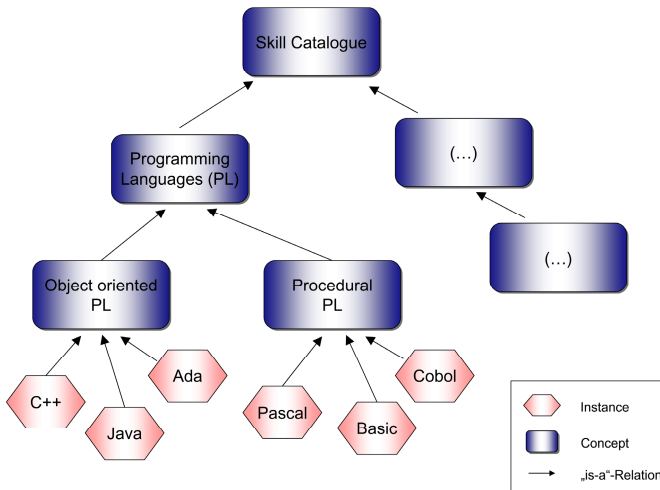 Skill Catalogue
Programming
Languages (PL)
(...)
(...)
Object oriented
PL
Procedural
PL
C++
Java
Ada
Pascal
Basic
Cobol
Instance
Concept
„is-a“-Relation